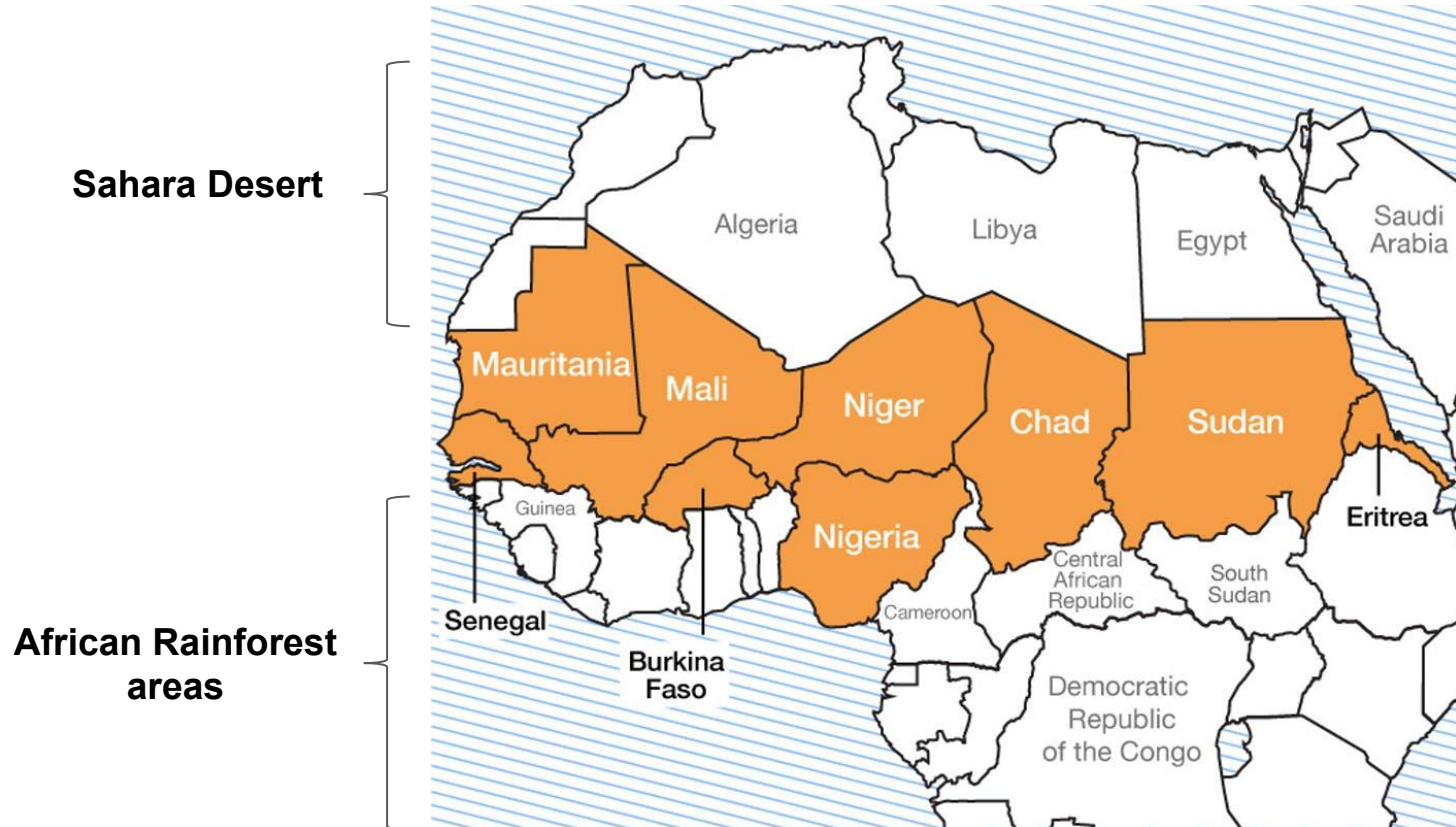 Sahara Desert
African Rainforest
areas
Algeria
Libya
Egypt
Saudi
Arabia
Mauritania
Mali
Niger
Chad
Sudan
Eritrea
Guinea
Nigeria
Central
African
Republic
South
Sudan
Cameroon
Senegal
Burkina
Faso
Democratic
Republic
of the Congo